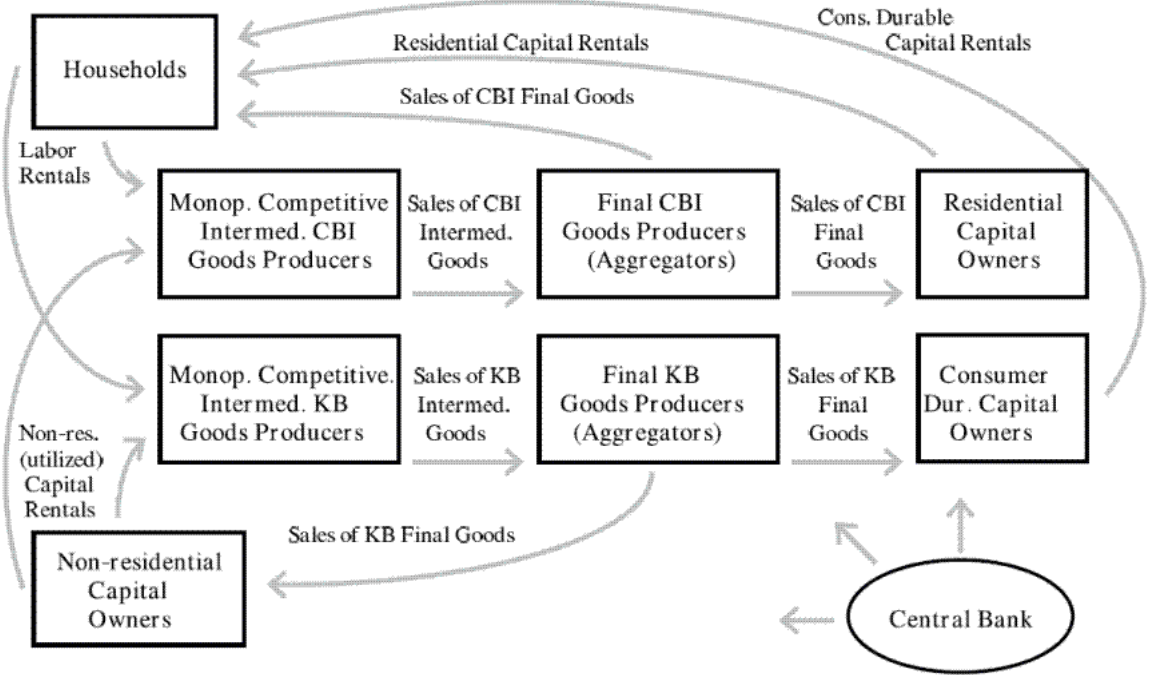 Cons. Durable
Capital Rentals
Residential Capital Rentals
Households
Sales of CBI Final Goods
Labor
Rentals
Monop. Competitive
Intermed. CBI
Goods Producers
Sales of CBI
Intermed.
Goods
Final CBI
Goods Producers
(Aggregators)
Sales of CBI
Final
Goods
Residential
Capital
Owners
Monop. Competitive.
Intermed. KB
Goods Producers
Sales of KB
Intermed.
Goods
Final KB
Goods Producers
(Aggregators)
Sales of KB
Final
Goods
Consumer
Dur. Capital
Owners
Non-res.
(utilized)
Capital
Rentals
Sales of KB Final Goods
Non-residential
Capital
Owners
Central Bank